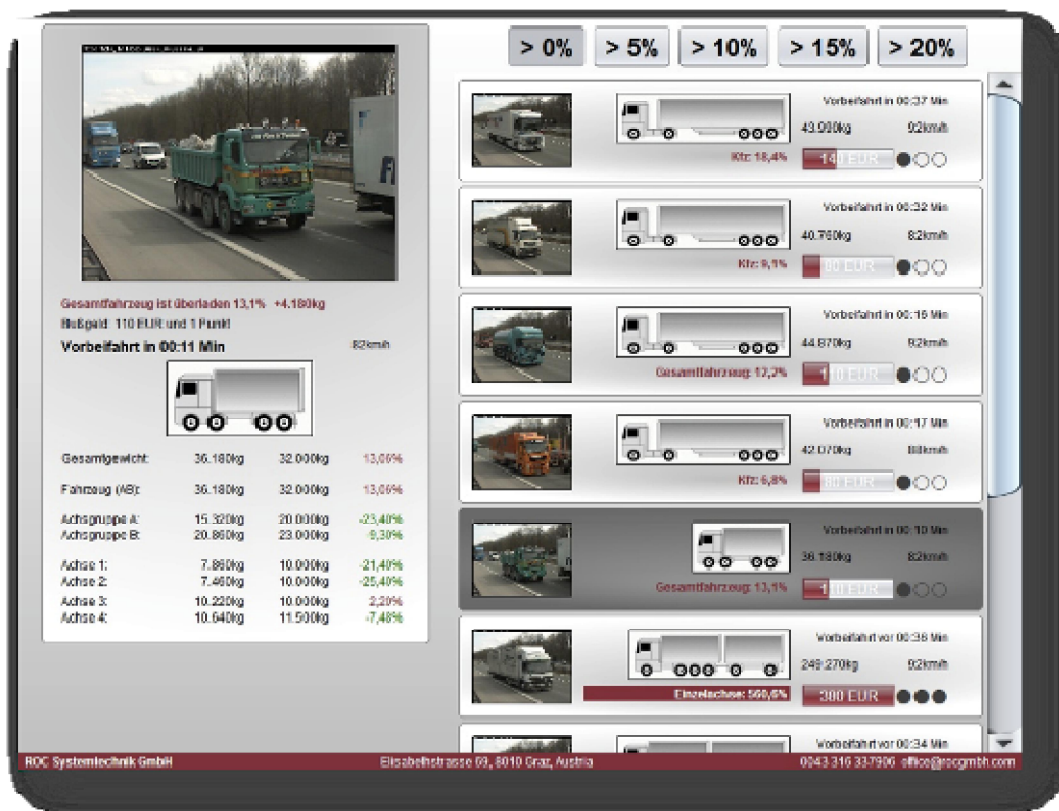 > 0% > 5% > 10% > 15% > 20%
Gesamtfahrzeug ist überladen 13,1% +4.180kg
Bußgeld: 110 EUR und 1 Punkt
Vorbeifahrt in 00:11 Min 82km/h
Gesamtgewicht: 36.180kg 32.000kg 13,06%
Fahrzeug (AB): 36.180kg 32.000kg 13,06%
Achsgruppe A: 15.320kg 20.000kg -23,40%
Achsgruppe B: 20.860kg 23.000kg -9,30%
Achse 1: 7.860kg 10.000kg -21,40%
Achse 2: 7.460kg 10.000kg -25,40%
Achse 3: 10.220kg 10.000kg 2,20%
Achse 4: 10.640kg 11.500kg -7,48%
Vorbeifahrt in 00:37 Min
92km/h
Kfz: 18,4% 140 EUR
Vorbeifahrt in 00:32 Min
40.760kg 82km/h
Kfz: 9,1%
Vorbeifahrt in 00:16 Min
44.870kg 92km/h
Gesamtfahrzeug: 12,2% 110 EUR
Vorbeifahrt in 00:17 Min
42.070kg 88km/h
Kfz: 6,8%
Vorbeifahrt in 00:10 Min
36.180kg 82km/h
Gesamtfahrzeug: 13,1% 110 EUR
Vorbeifahrt vor 00:36 Min
249.270kg 92km/h
Einzelachse: 560,6% 380 EUR
Vorbeifahrt vor 00:34 Min
ROC Systemtechnik GmbH Elisabethstrasse 69, 8010 Graz, Austria 0043 316 33-7906 office@rocgmbh.com